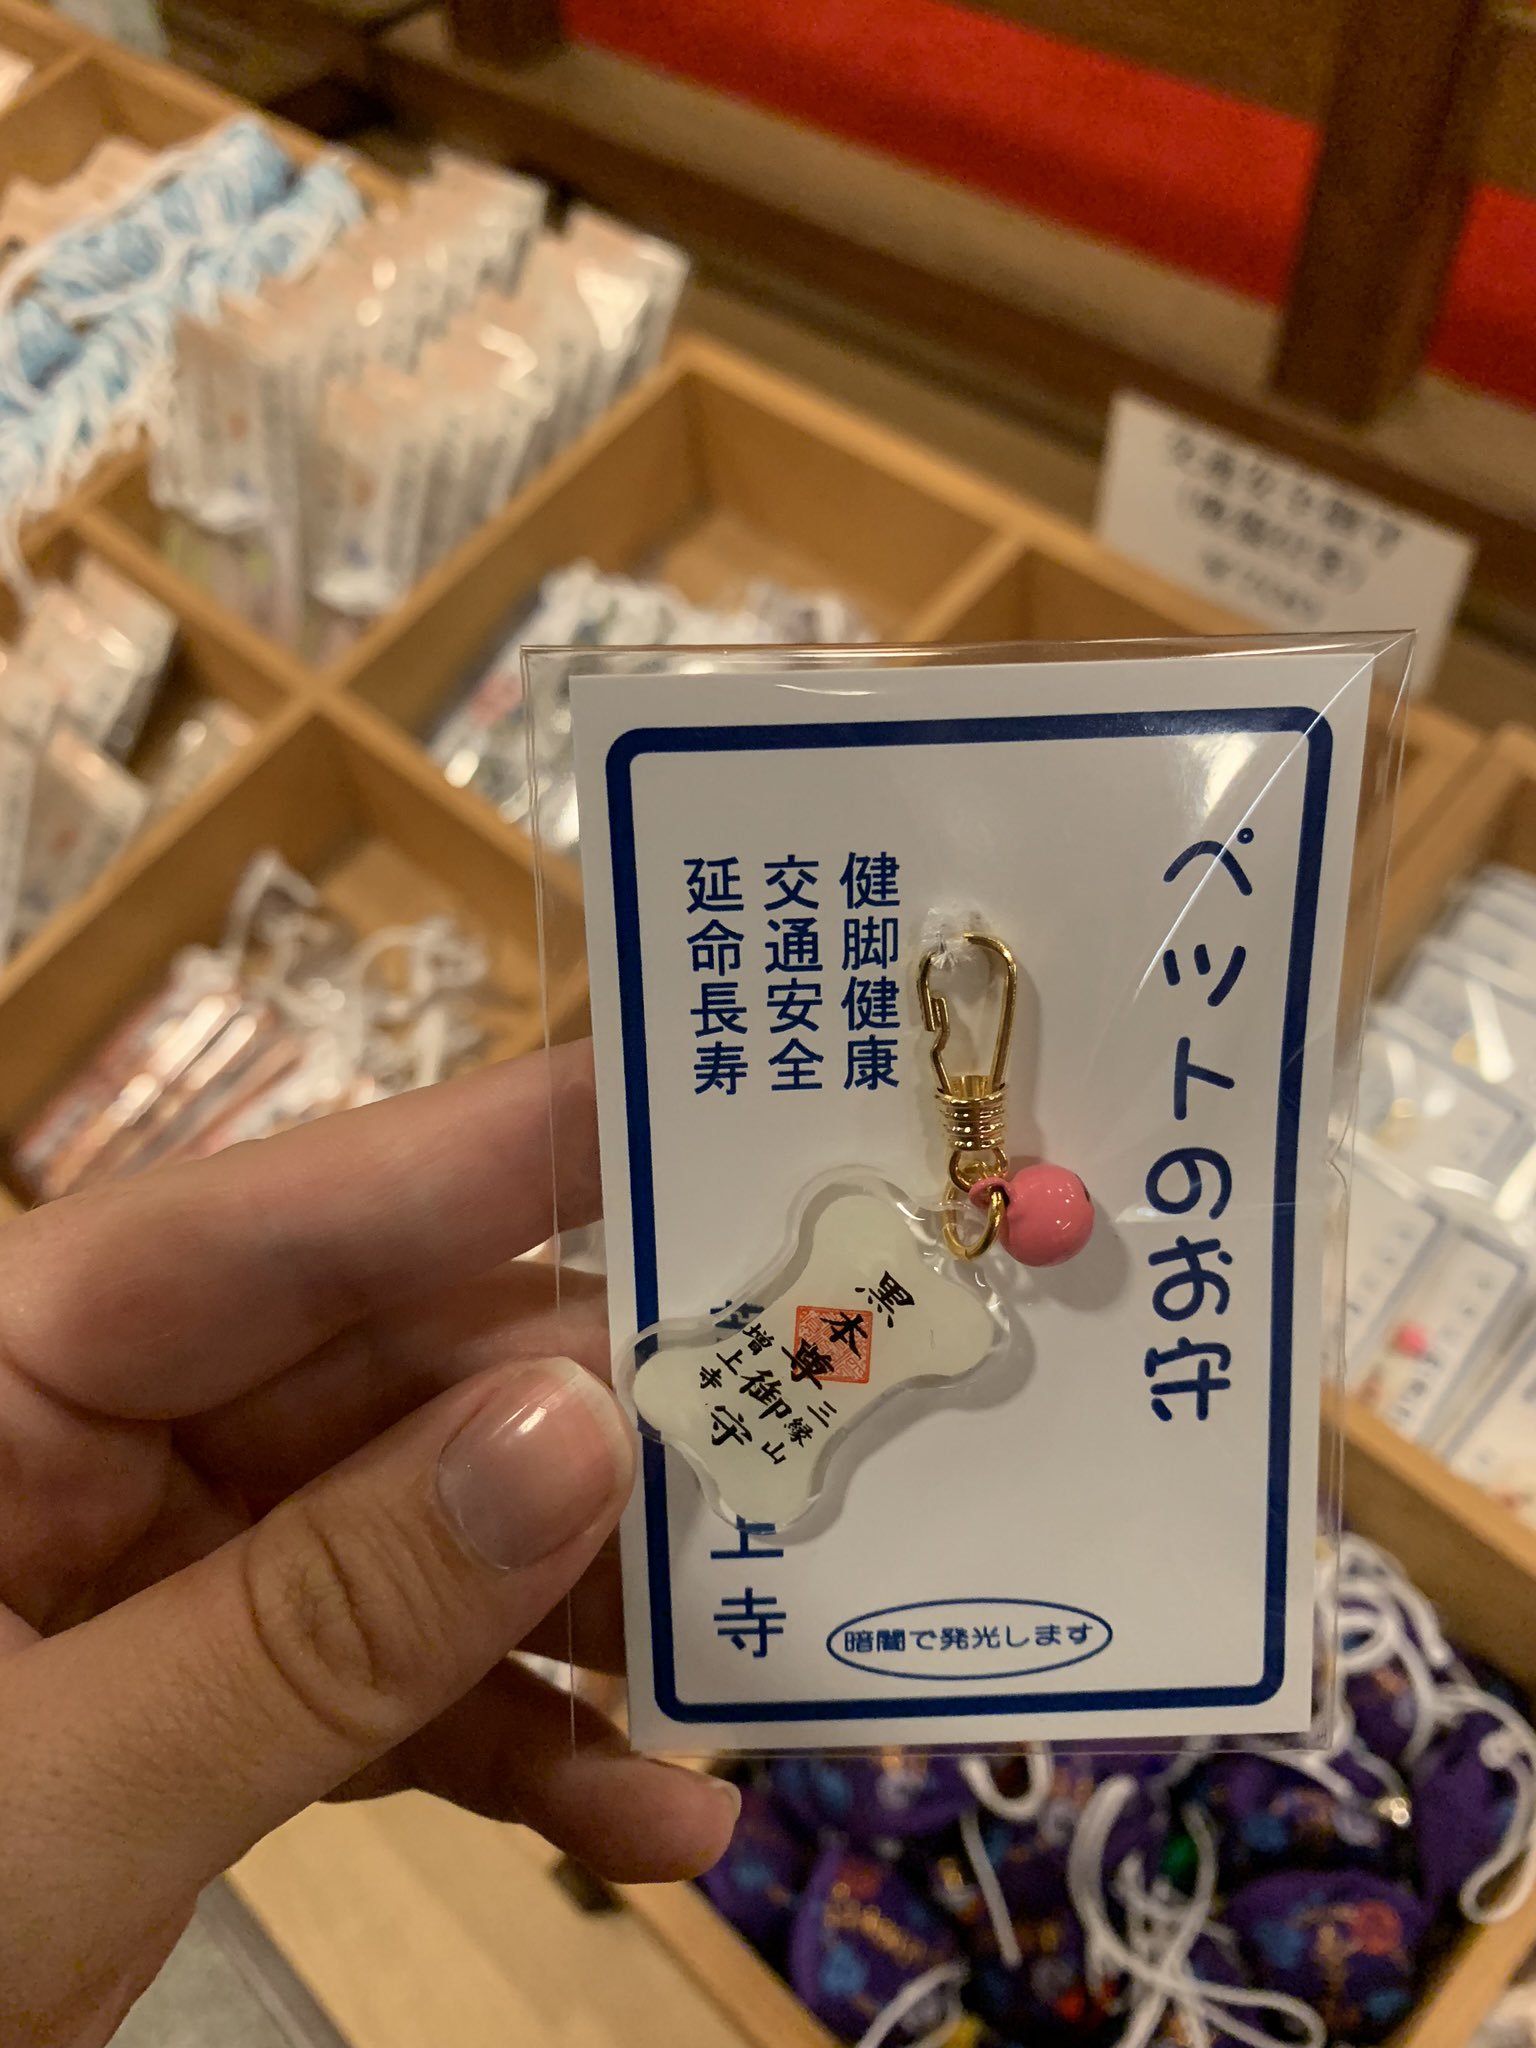 ペットのお守
健脚健康
交通安全
延命長寿
黒本尊御守
三縁山
増上寺
上寺
暗闇で発光します